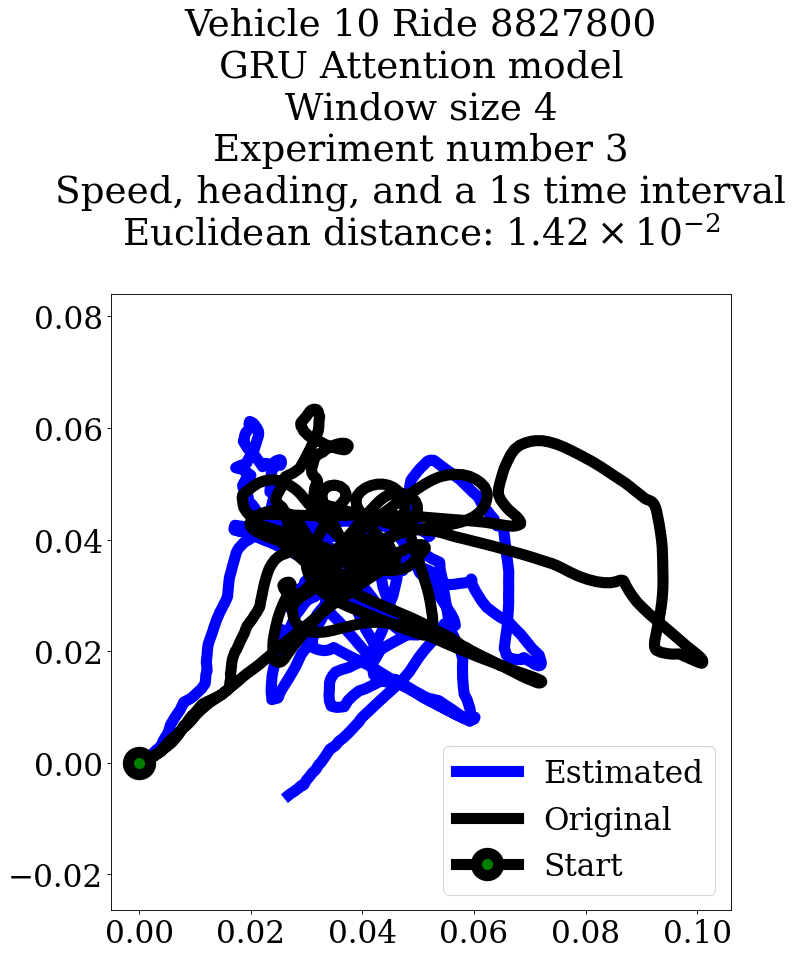 Vehicle 10 Ride 8827800
GRU Attention model
Window size 4
Experiment number 3
Speed, heading, and a 1s time interval
Euclidean distance: 1.42 × 10⁻²
0.08
0.06
0.04
0.02
0.00
−0.02
0.00 0.02 0.04 0.06 0.08 0.10
Estimated
Original
Start